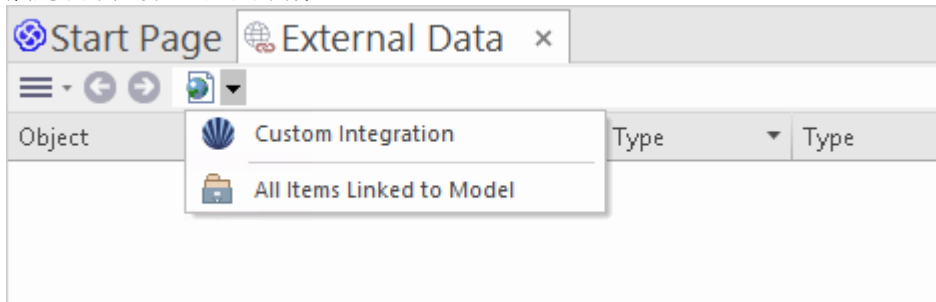 Start Page External Data ×
Object Type Type
Custom Integration
All Items Linked to Model